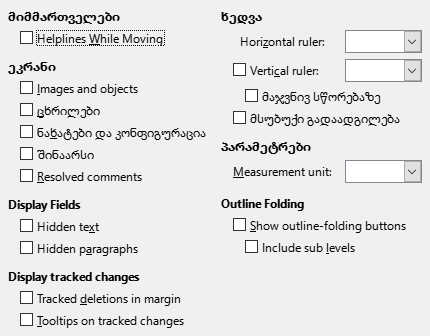 მიმმართველები
Helplines While Moving
ეკრანი
Images and objects
ცხრილები
ნახატები და კონფიგურაცია
შინაარსი
Resolved comments
Display Fields
Hidden text
Hidden paragraphs
Display tracked changes
Tracked deletions in margin
Tooltips on tracked changes
ხედვა
Horizontal ruler:
Vertical ruler:
მაჯვნივ სწორებაზე
მსუბუქი გადაადგილება
პარამეტრები
Measurement unit:
Outline Folding
Show outline-folding buttons
Include sub levels